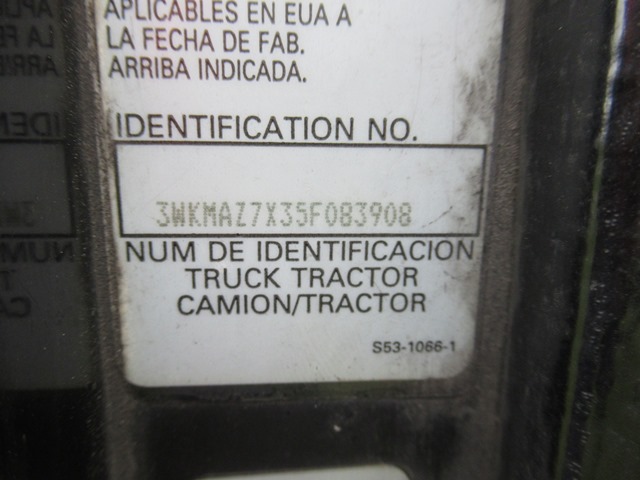 APLICABLES EN EUA A
LA FECHA DE FAB.
ARRIBA INDICADA.
IDENTIFICATION NO.
3WKMAZ7X35F083908
NUM DE IDENTIFICACION
TRUCK TRACTOR
CAMION/TRACTOR
S53-1066-1